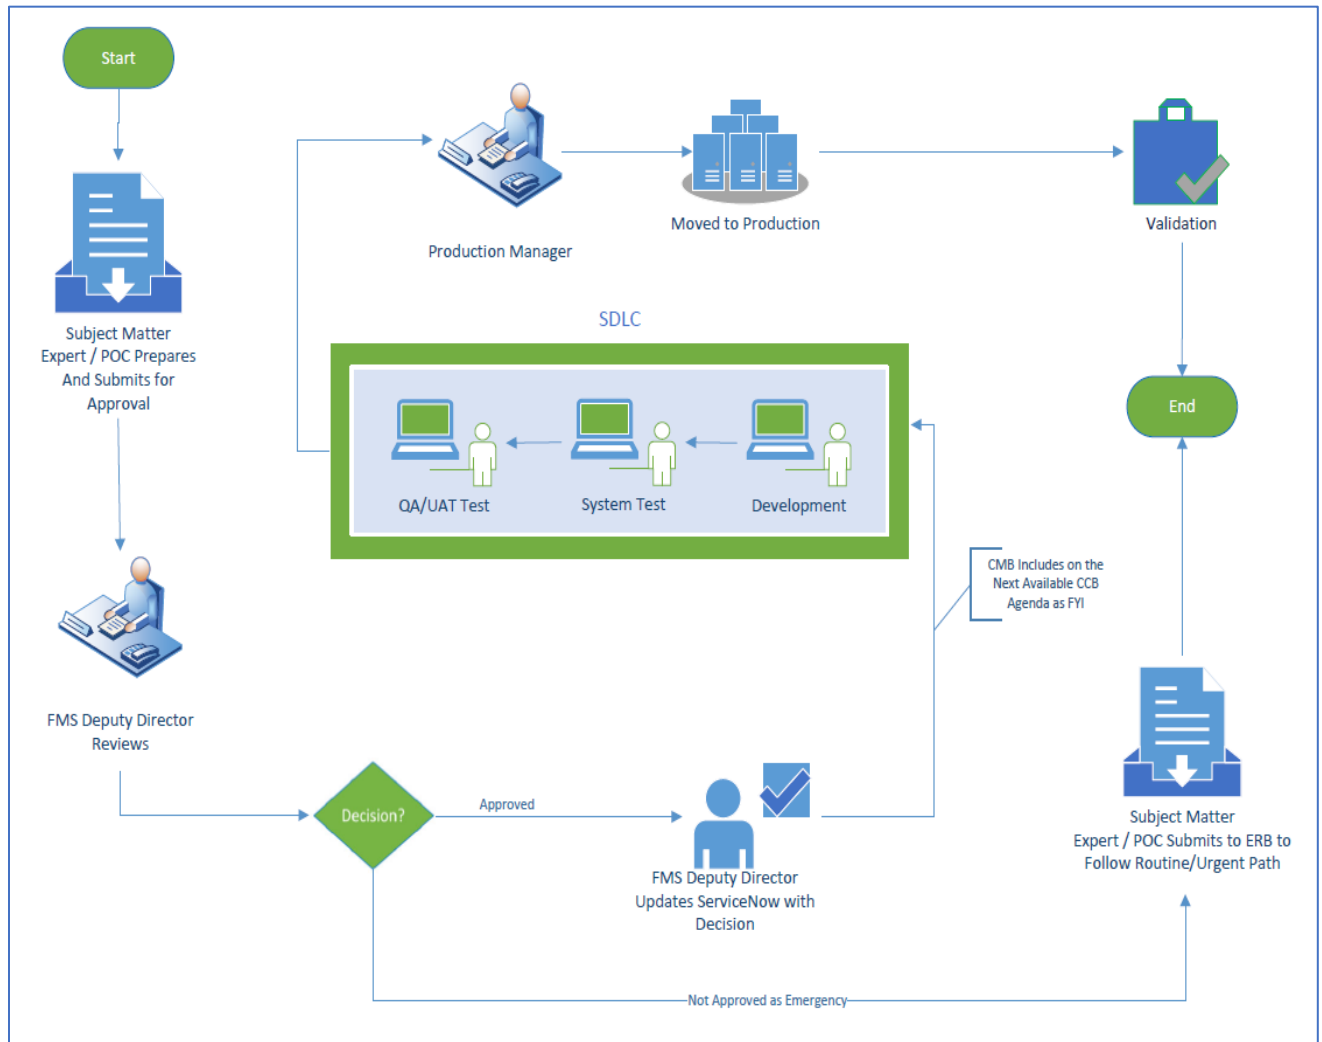 Start
Subject Matter
Expert / POC Prepares
And Submits for
Approval
FMS Deputy Director
Reviews
Decision?
Approved
FMS Deputy Director
Updates ServiceNow with
Decision
CMB Includes on the
Next Available CCB
Agenda as FYI
SDLC
Development
System Test
QA/UAT Test
Production Manager
Moved to Production
Validation
End
Not Approved as Emergency
Subject Matter
Expert / POC Submits to ERB to
Follow Routine/Urgent Path